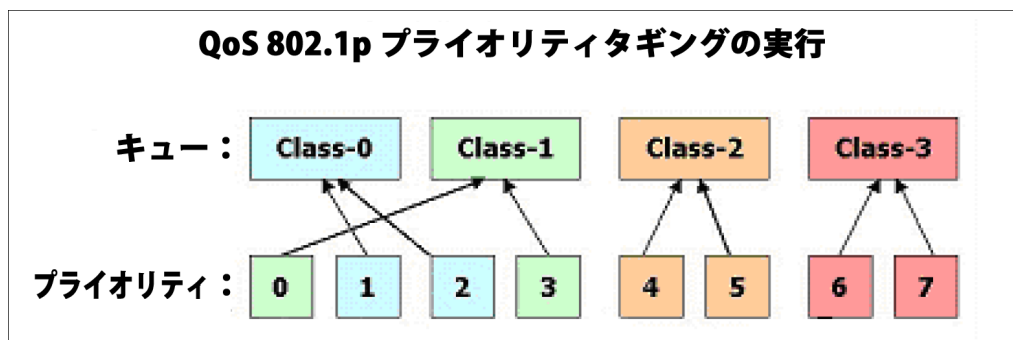 QoS 802.1p プライオリティタギングの実行
キュー： Class-0 Class-1 Class-2 Class-3
プライオリティ： 0 1 2 3 4 5 6 7